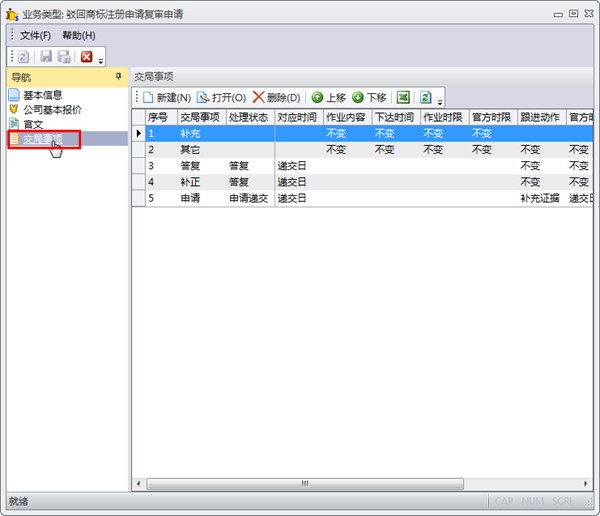 业务类型: 驳回商标注册申请复审申请
文件(F) 帮助(H)
导航
基本信息
公司基本报价
官文
交局事项
交局事项
新建(N) 打开(O) 删除(D) 上移 下移
序号 交局事项 处理状态 对应时间 作业内容 下达时间 作业时限 官方时限 跟进动作 官方时
1 补充 不变 不变 不变 不变
2 其它 不变 不变 不变 不变 不变 不变
3 答复 答复 递交日 不变 不变
4 补正 答复 递交日 不变 不变
5 申请 申请递交 递交日 补充证据 递交日
就绪 CAP NUM SCRL